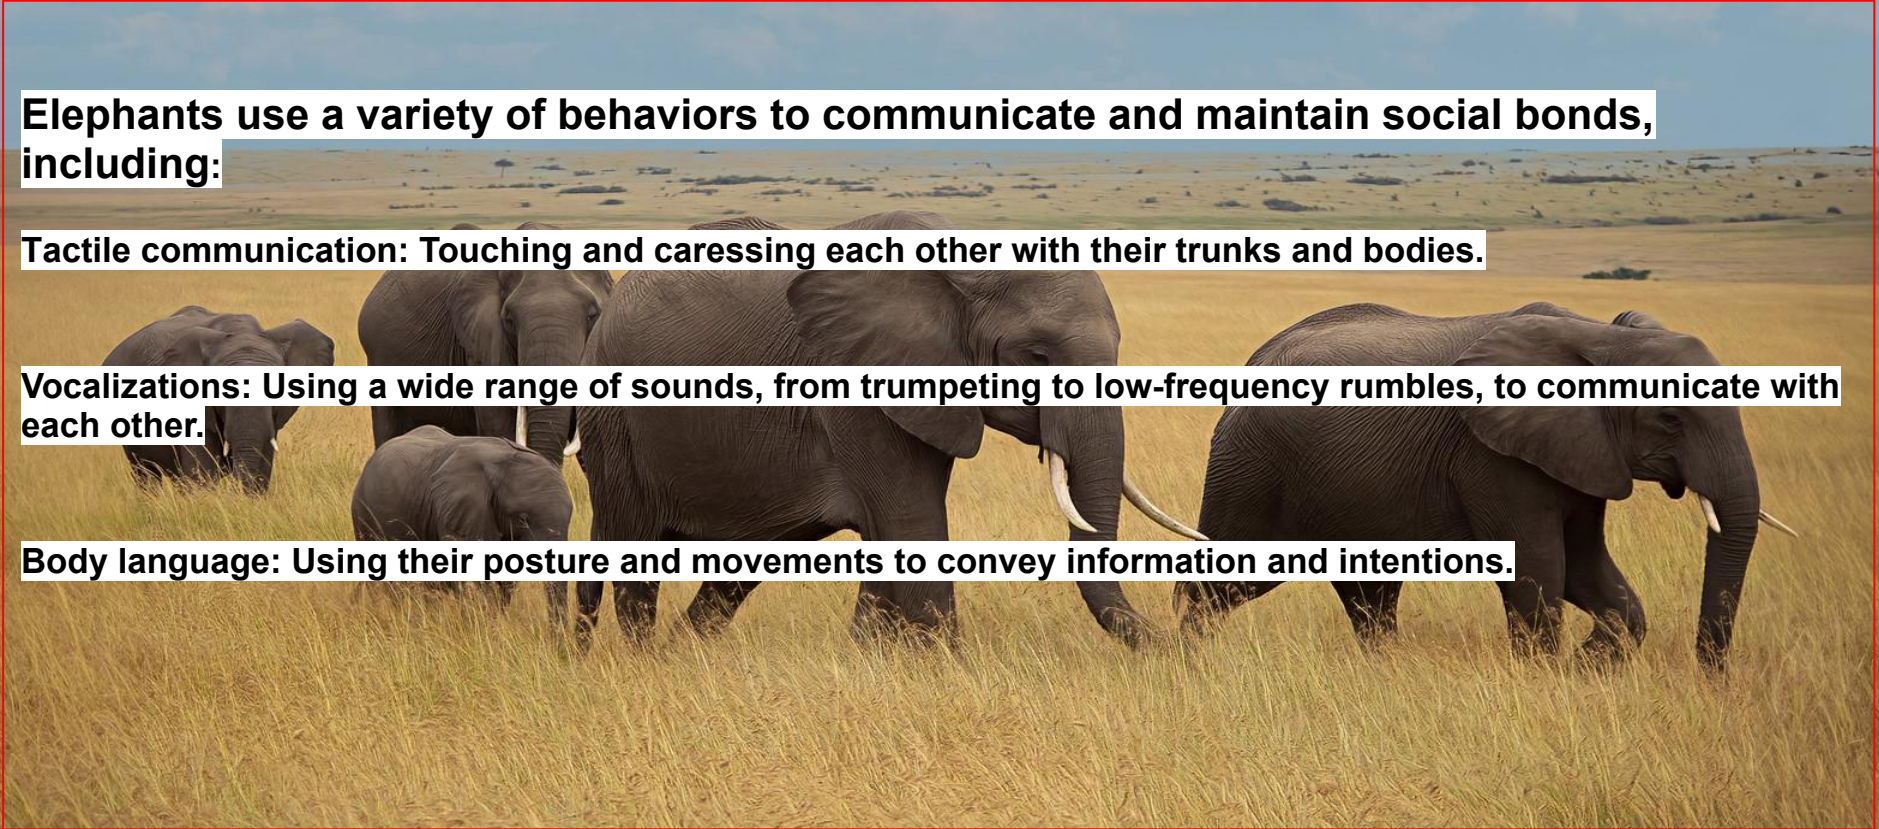 Elephants use a variety of behaviors to communicate and maintain social bonds,
including:
Tactile communication: Touching and caressing each other with their trunks and bodies.
Vocalizations: Using a wide range of sounds, from trumpeting to low-frequency rumbles, to communicate with
each other.
Body language: Using their posture and movements to convey information and intentions.